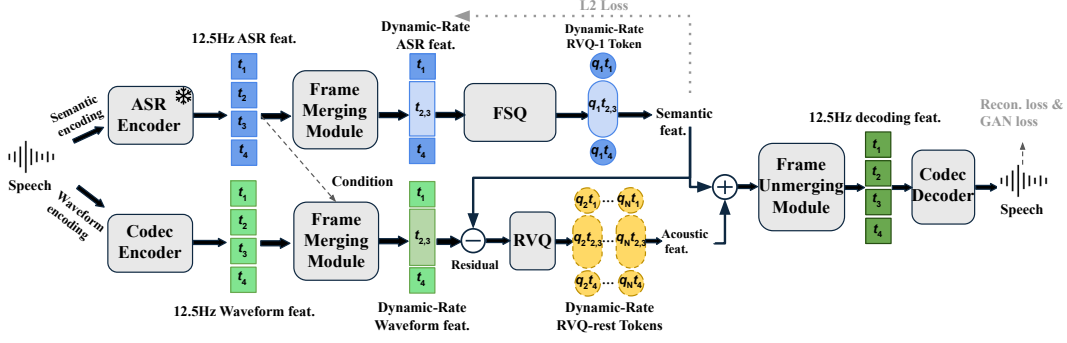 L2 Loss
12.5Hz ASR feat.
Dynamic-Rate
ASR feat.
Dynamic-Rate
RVQ-1 Token
Semantic
encoding
ASR
Encoder
t1
t2
t3
t4
Frame
Merging
Module
t1
t2,3
t4
FSQ
q1t1
q1t2,3
q1t4
Semantic
feat.
12.5Hz decoding feat.
Recon. loss &
GAN loss
Speech
Condition
Frame
Unmerging
Module
t1
t2
t3
t4
Codec
Decoder
Speech
Waveform
encoding
Codec
Encoder
t1
t2
t3
t4
Frame
Merging
Module
t1
t2,3
t4
Residual
RVQ
q2t1 ... qNt1
q2t2,3 ... qNt2,3
q2t4 ... qNt4
Acoustic
feat.
12.5Hz Waveform feat.
Dynamic-Rate
Waveform feat.
Dynamic-Rate
RVQ-rest Tokens